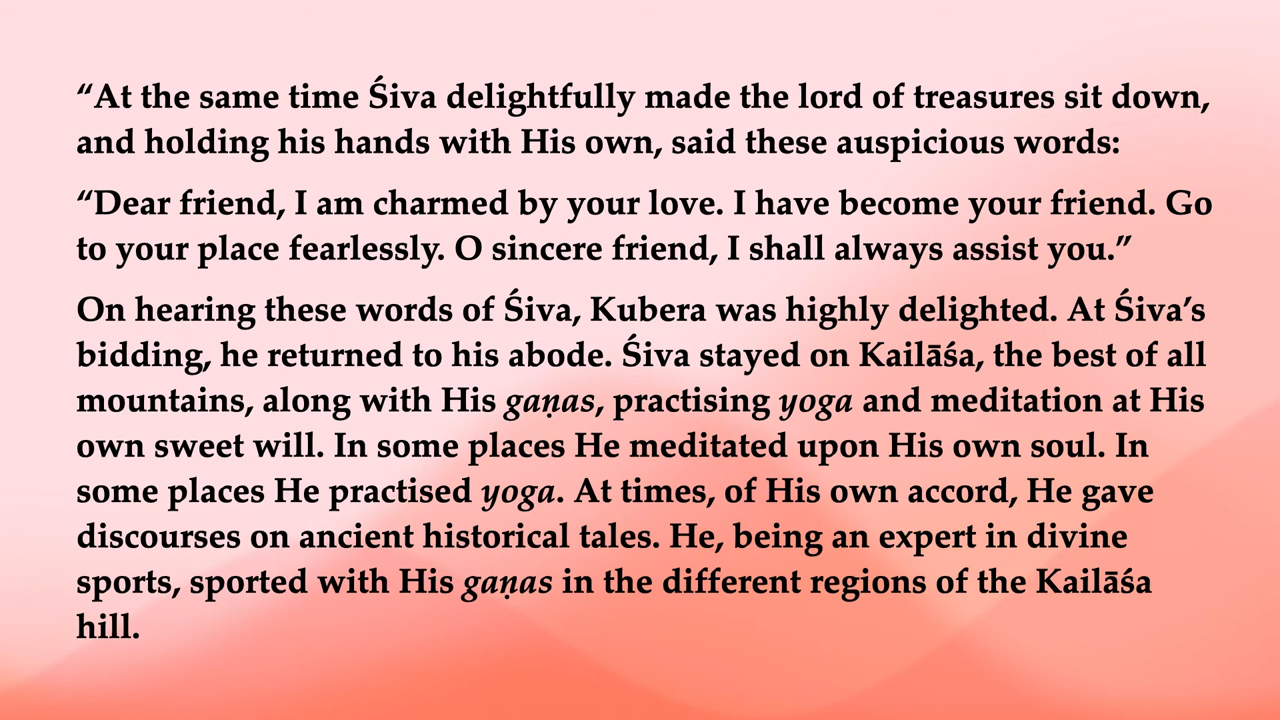 “At the same time Śiva delightfully made the lord of treasures sit down,
and holding his hands with His own, said these auspicious words:
“Dear friend, I am charmed by your love. I have become your friend. Go
to your place fearlessly. O sincere friend, I shall always assist you.”
On hearing these words of Śiva, Kubera was highly delighted. At Śiva’s
bidding, he returned to his abode. Śiva stayed on Kailāśa, the best of all
mountains, along with His gaṇas, practising yoga and meditation at His
own sweet will. In some places He meditated upon His own soul. In
some places He practised yoga. At times, of His own accord, He gave
discourses on ancient historical tales. He, being an expert in divine
sports, sported with His gaṇas in the different regions of the Kailāśa
hill.